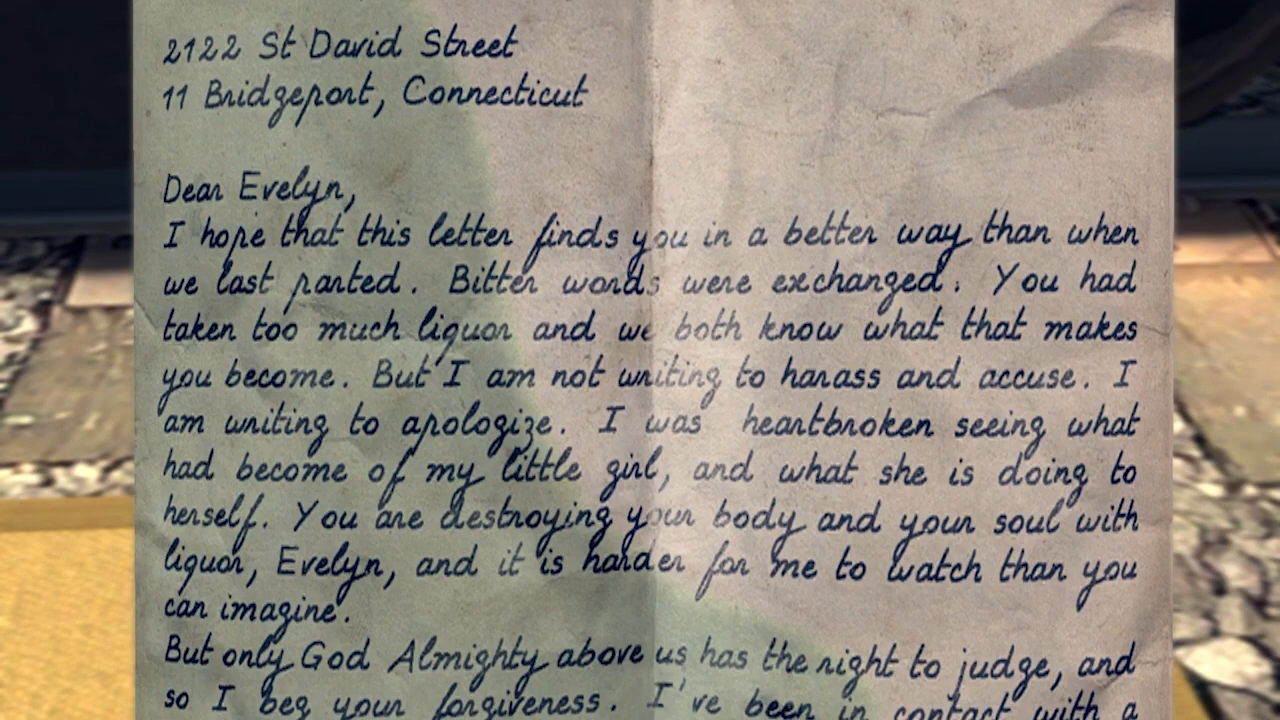 2122 St David Street
11 Bridgeport, Connecticut
Dear Evelyn,
I hope that this letter finds you in a better way than when
we last parted. Bitter words were exchanged. You had
taken too much liquor and we both know what that makes
you become. But I am not writing to harass and accuse. I
am writing to apologize. I was heartbroken seeing what
had become of my little girl, and what she is doing to
herself. You are destroying your body and your soul with
liquor, Evelyn, and it is harder for me to watch than you
can imagine.
But only God Almighty above us has the right to judge, and
so I beg your forgiveness. I've been in contact with a